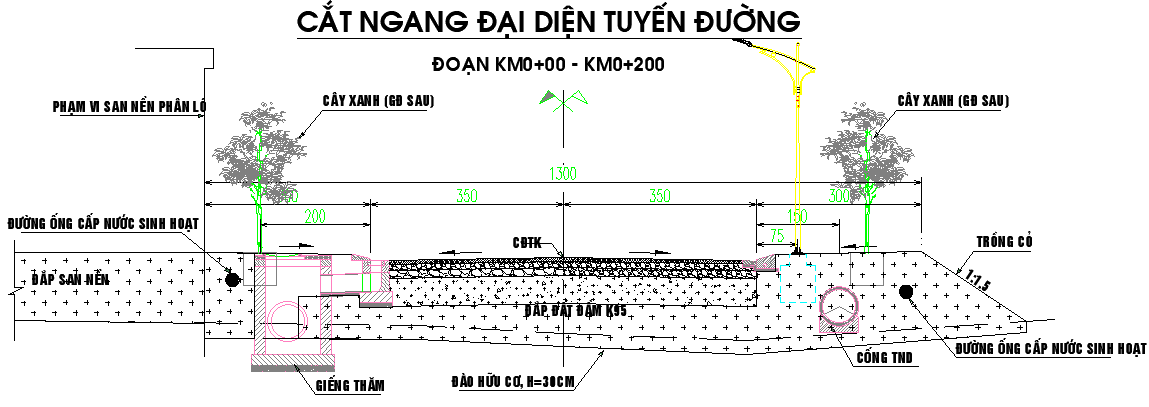 CẮT NGANG ĐẠI DIỆN TUYẾN ĐƯỜNG
ĐOẠN KM0+00 - KM0+200
PHẠM VI SAN NỂN PHÂN LÔ
CÂY XANH (GĐ SAU)
CÂY XANH (GĐ SAU)
1300
350
350
300
200
150
75
ĐƯỜNG ỐNG CẤP NƯỚC SINH HOẠT
CĐTK
TRỒNG CỎ
ĐẮP SAN NỀN
1:1.5
ĐẮP ĐẤT ĐẦM K95
CỐNG TND
ĐƯỜNG ỐNG CẤP NƯỚC SINH HOẠT
GIẾNG THĂM
ĐÀO HỮU CƠ, H=30CM